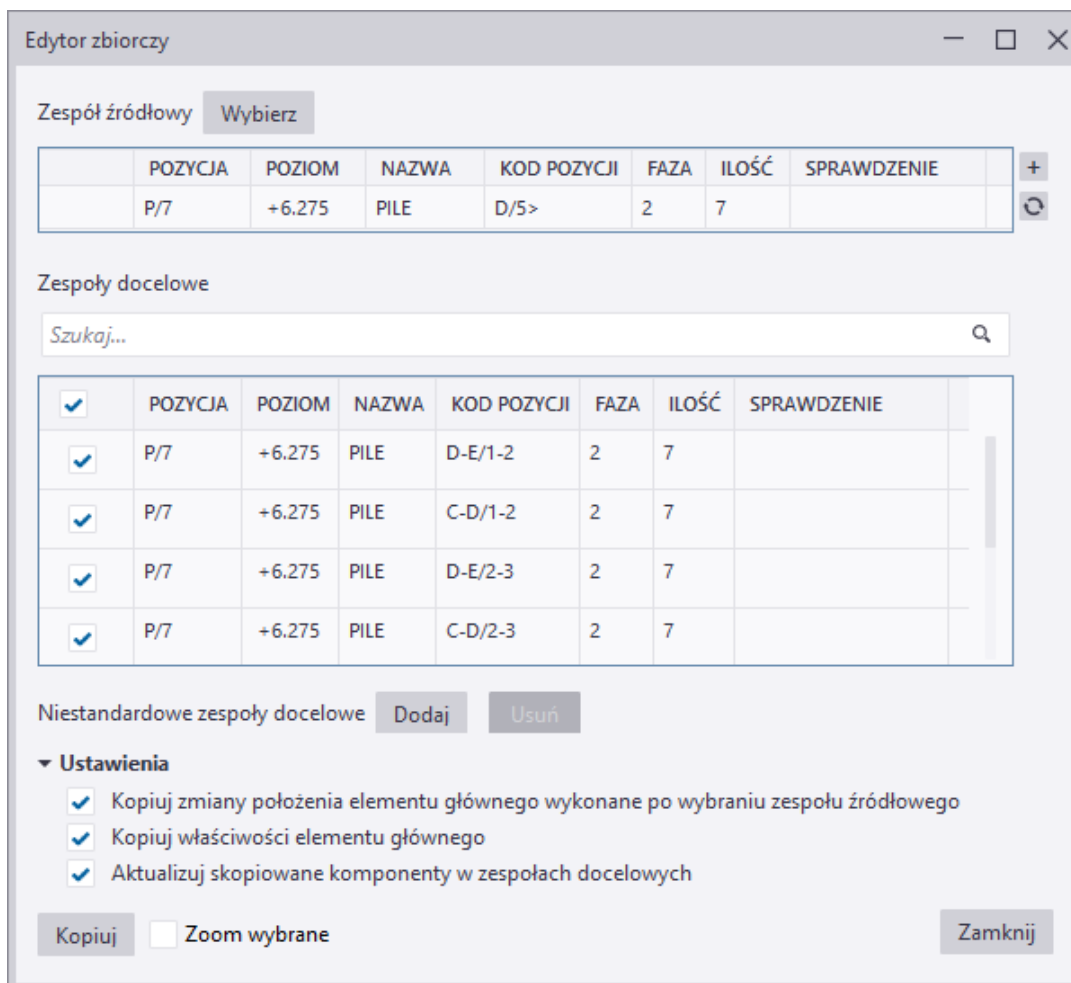 Edytor zbiorczy
Zespół źródłowy Wybierz
POZYCJA POZIOM NAZWA KOD POZYCJI FAZA ILOŚĆ SPRAWDZENIE +
P/7 +6.275 PILE D/5> 2 7
Zespoły docelowe
Szukaj...
POZYCJA POZIOM NAZWA KOD POZYCJI FAZA ILOŚĆ SPRAWDZENIE
P/7 +6.275 PILE D-E/1-2 2 7
P/7 +6.275 PILE C-D/1-2 2 7
P/7 +6.275 PILE D-E/2-3 2 7
P/7 +6.275 PILE C-D/2-3 2 7
Niestandardowe zespoły docelowe Dodaj Usuń
Ustawienia
Kopiuj zmiany położenia elementu głównego wykonane po wybraniu zespołu źródłowego
Kopiuj właściwości elementu głównego
Aktualizuj skopiowane komponenty w zespołach docelowych
Kopiuj Zoom wybrane Zamknij